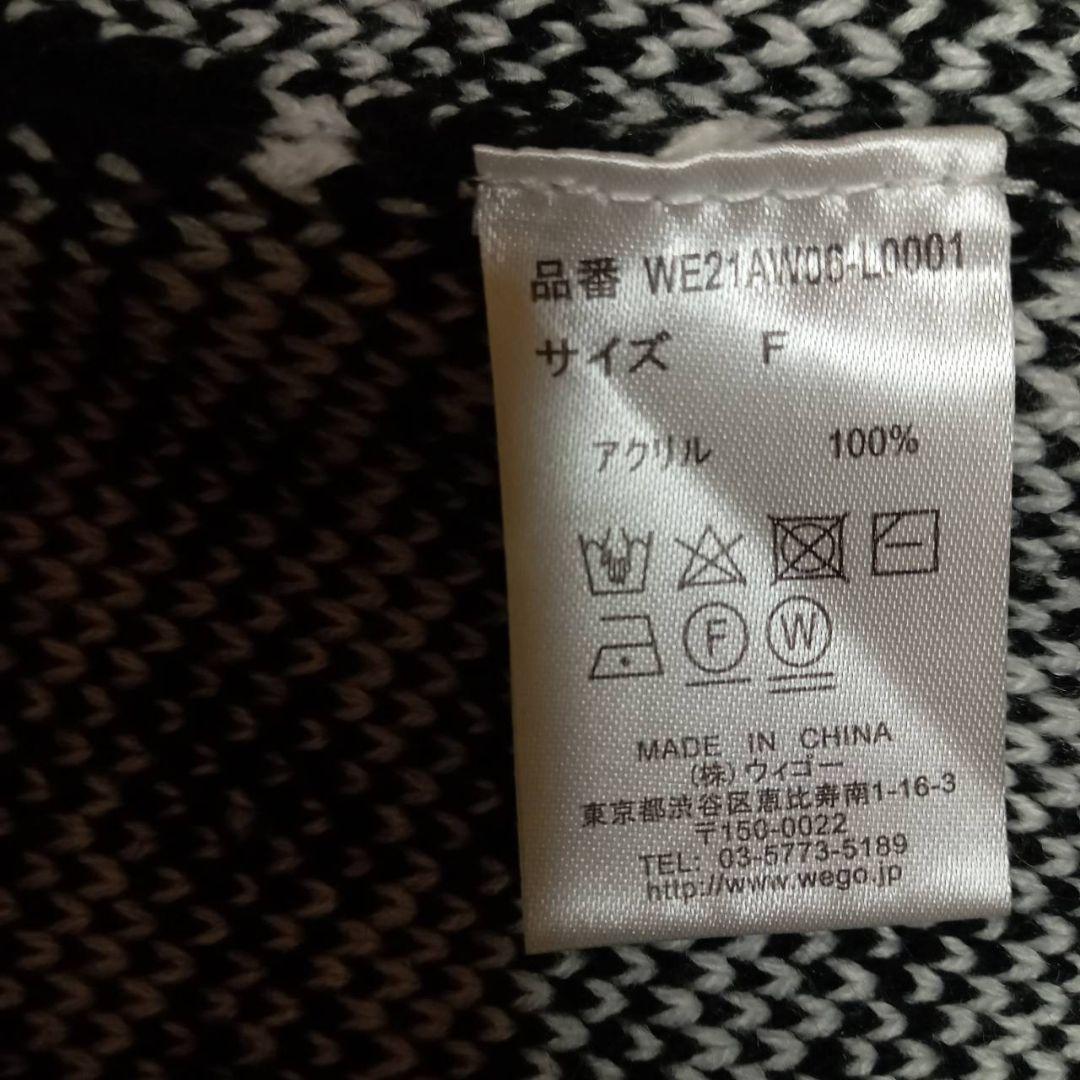 品番 WE21AW06-L0001
サイズ F
アクリル 100%
F W
MADE IN CHINA
(株)ウィゴー
東京都渋谷区恵比寿南1-16-3
〒150-0022
TEL: 03-5773-5189
http://www.wego.jp